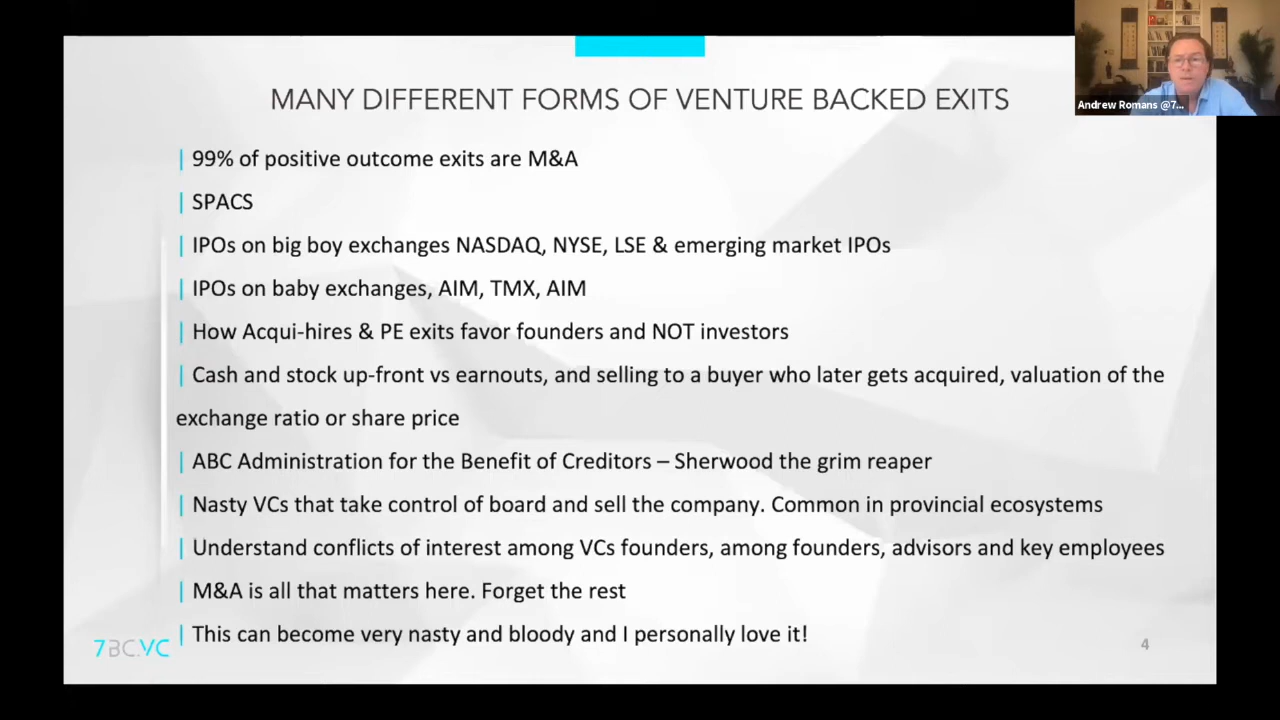 MANY DIFFERENT FORMS OF VENTURE BACKED EXITS
Andrew Romans @7...
| 99% of positive outcome exits are M&A
| SPACS
| IPOs on big boy exchanges NASDAQ, NYSE, LSE & emerging market IPOs
| IPOs on baby exchanges, AIM, TMX, AIM
| How Acqui-hires & PE exits favor founders and NOT investors
| Cash and stock up-front vs earnouts, and selling to a buyer who later gets acquired, valuation of the
exchange ratio or share price
| ABC Administration for the Benefit of Creditors – Sherwood the grim reaper
| Nasty VCs that take control of board and sell the company. Common in provincial ecosystems
| Understand conflicts of interest among VCs founders, among founders, advisors and key employees
| M&A is all that matters here. Forget the rest
| This can become very nasty and bloody and I personally love it!
7BC.VC
4